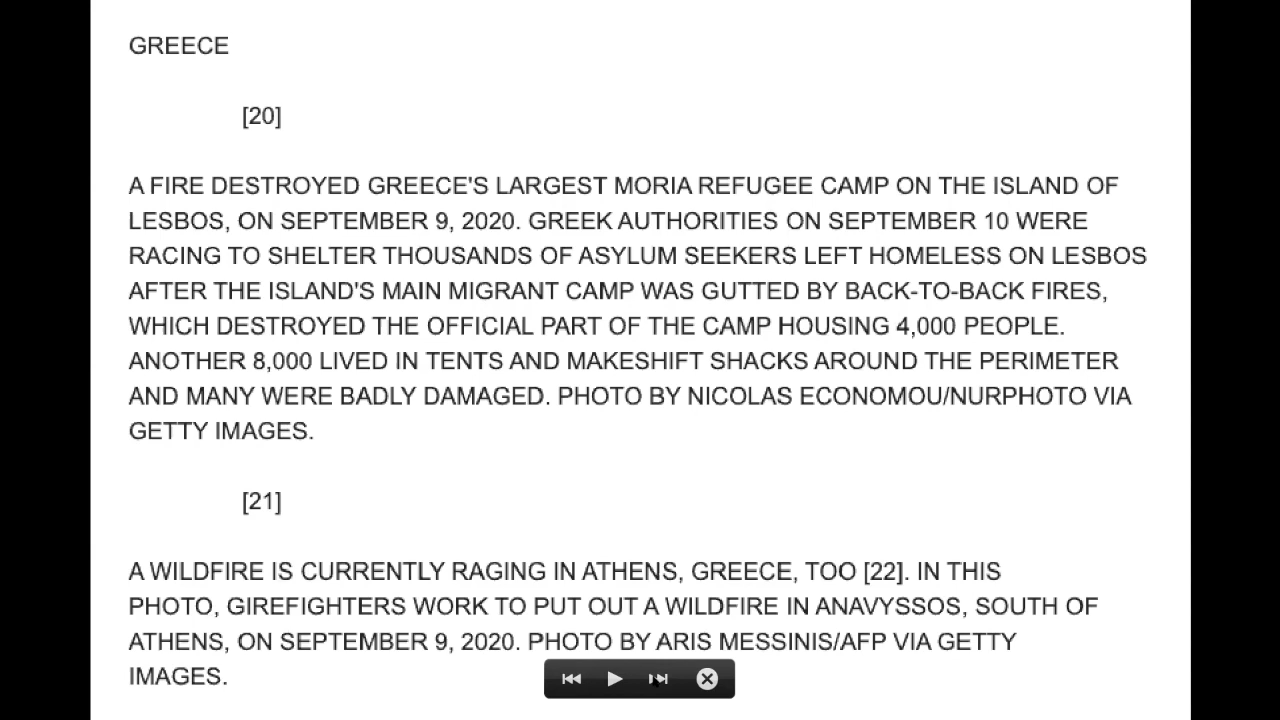 GREECE
[20]
A FIRE DESTROYED GREECE'S LARGEST MORIA REFUGEE CAMP ON THE ISLAND OF
LESBOS, ON SEPTEMBER 9, 2020. GREEK AUTHORITIES ON SEPTEMBER 10 WERE
RACING TO SHELTER THOUSANDS OF ASYLUM SEEKERS LEFT HOMELESS ON LESBOS
AFTER THE ISLAND'S MAIN MIGRANT CAMP WAS GUTTED BY BACK-TO-BACK FIRES,
WHICH DESTROYED THE OFFICIAL PART OF THE CAMP HOUSING 4,000 PEOPLE.
ANOTHER 8,000 LIVED IN TENTS AND MAKESHIFT SHACKS AROUND THE PERIMETER
AND MANY WERE BADLY DAMAGED. PHOTO BY NICOLAS ECONOMOU/NURPHOTO VIA
GETTY IMAGES.
[21]
A WILDFIRE IS CURRENTLY RAGING IN ATHENS, GREECE, TOO [22]. IN THIS
PHOTO, GIREFIGHTERS WORK TO PUT OUT A WILDFIRE IN ANAVYSSOS, SOUTH OF
ATHENS, ON SEPTEMBER 9, 2020. PHOTO BY ARIS MESSINIS/AFP VIA GETTY
IMAGES.